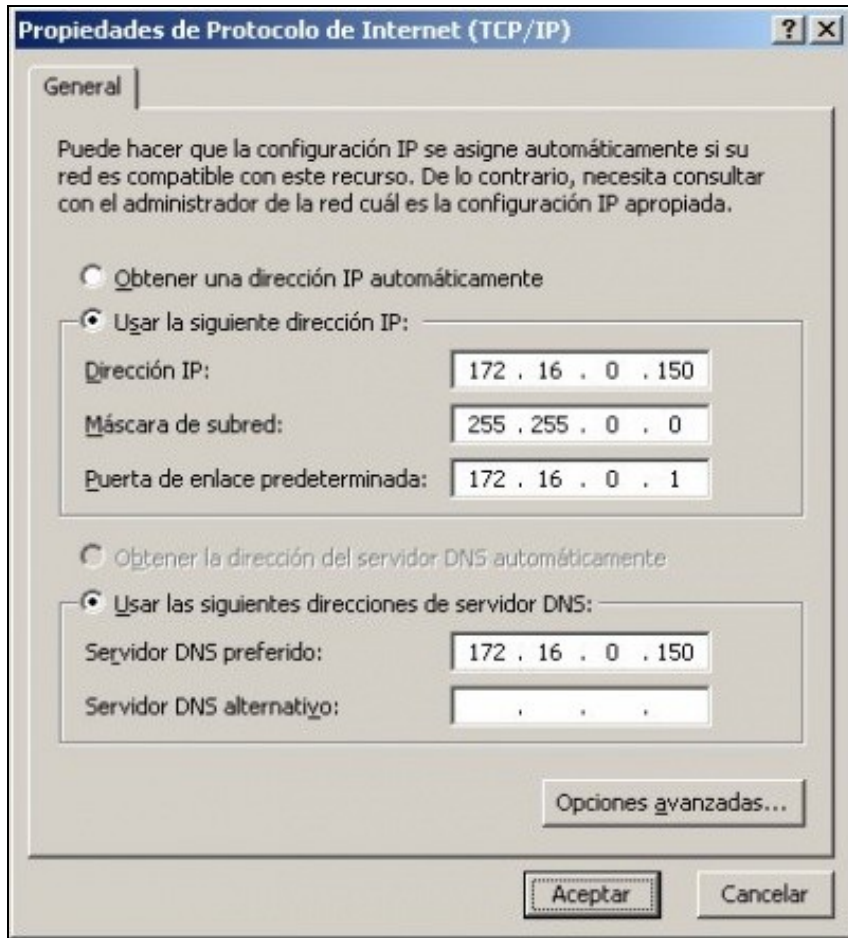 Propiedades de Protocolo de Internet (TCP/IP)
General
Puede hacer que la configuración IP se asigne automáticamente si su
red es compatible con este recurso. De lo contrario, necesita consultar
con el administrador de la red cuál es la configuración IP apropiada.
Obtener una dirección IP automáticamente
Usar la siguiente dirección IP:
Dirección IP: 172 . 16 . 0 . 150
Máscara de subred: 255 . 255 . 0 . 0
Puerta de enlace predeterminada: 172 . 16 . 0 . 1
Obtener la dirección del servidor DNS automáticamente
Usar las siguientes direcciones de servidor DNS:
Servidor DNS preferido: 172 . 16 . 0 . 150
Servidor DNS alternativo: . . .
Opciones avanzadas...
Aceptar Cancelar